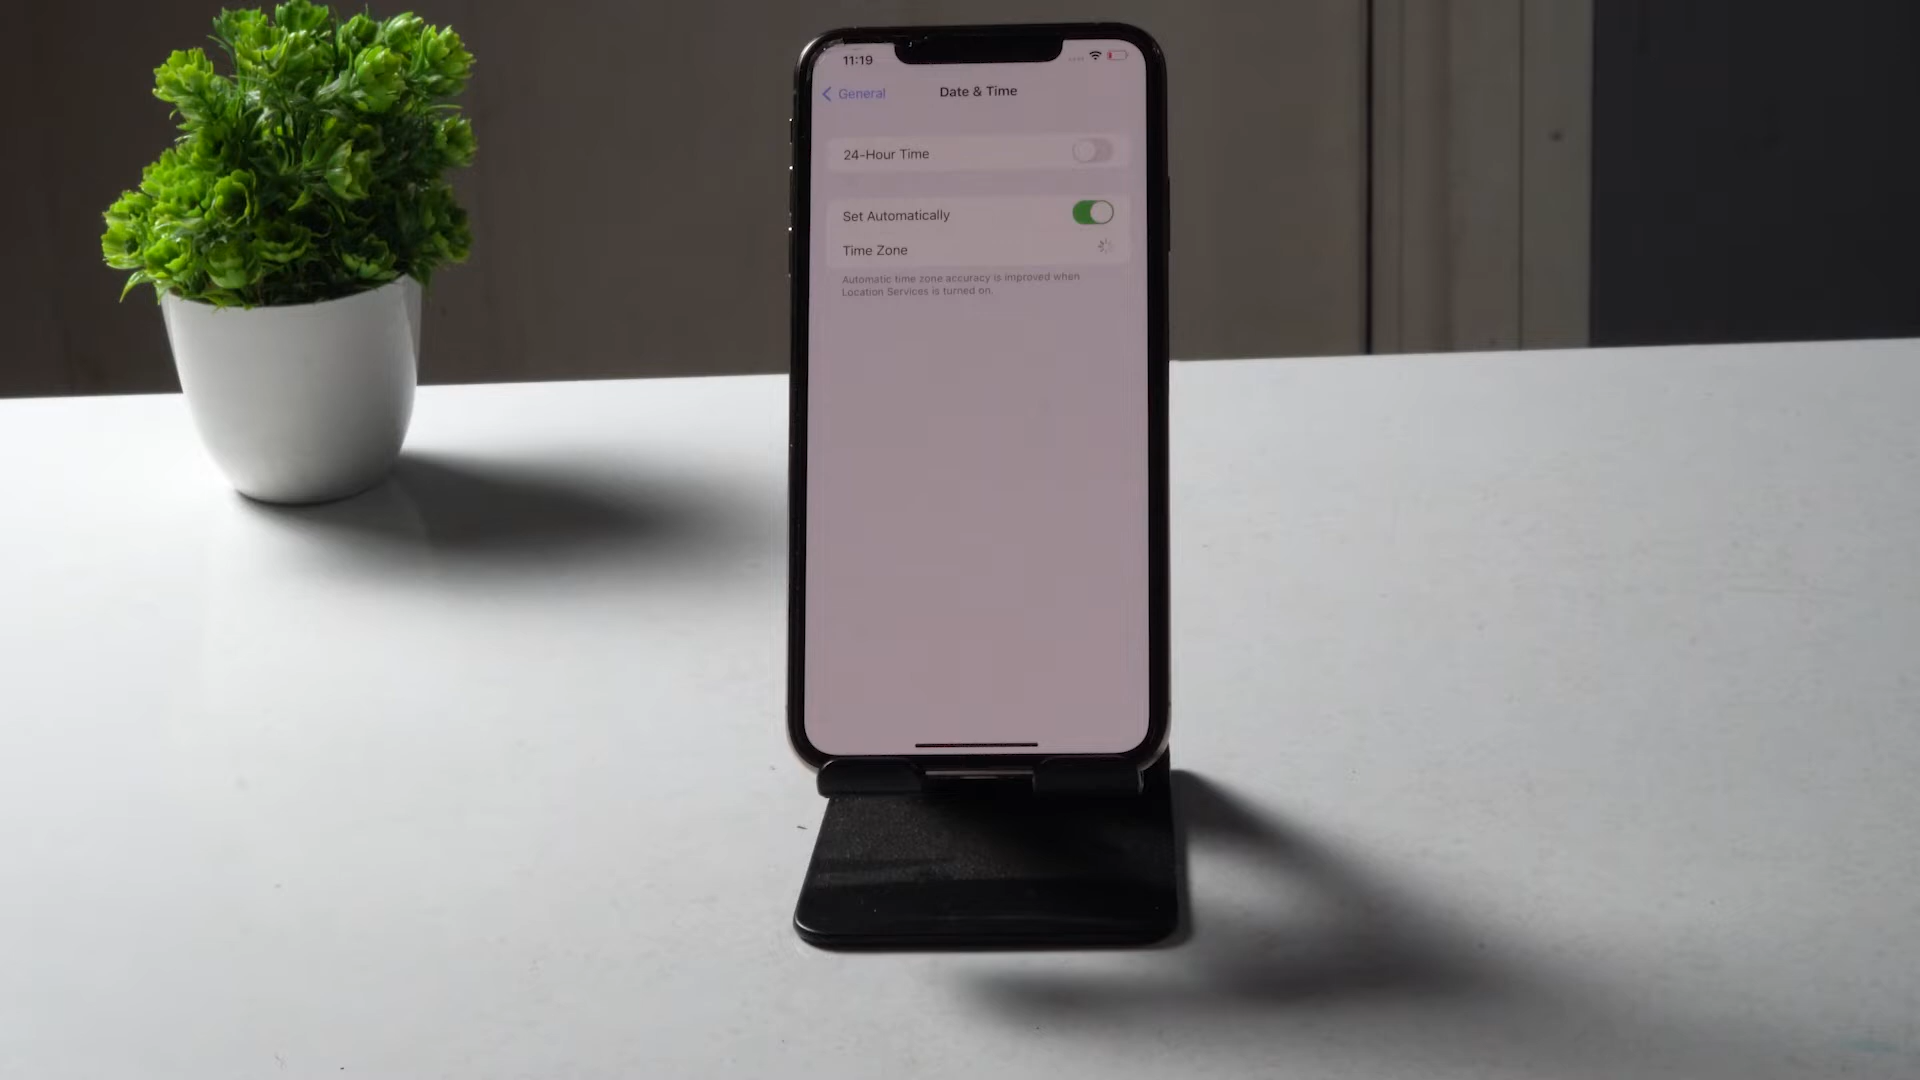 11:19
General
Date & Time
24-Hour Time
Set Automatically
Time Zone
Automatic time zone accuracy is improved when
Location Services is turned on.